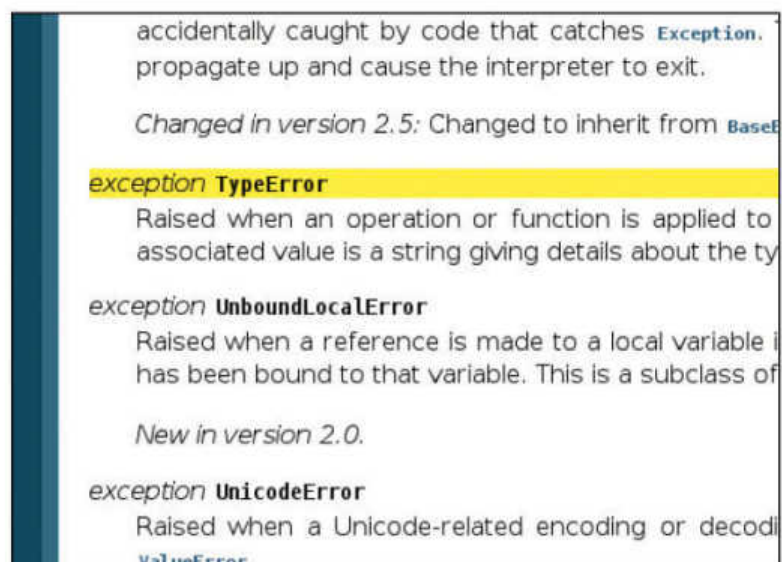 accidentally caught by code that catches Exception.
propagate up and cause the interpreter to exit.
Changed in version 2.5: Changed to inherit from BaseE
exception TypeError
Raised when an operation or function is applied to
associated value is a string giving details about the ty
exception UnboundLocalError
Raised when a reference is made to a local variable i
has been bound to that variable. This is a subclass of
New in version 2.0.
exception UnicodeError
Raised when a Unicode-related encoding or decodi
ValueError